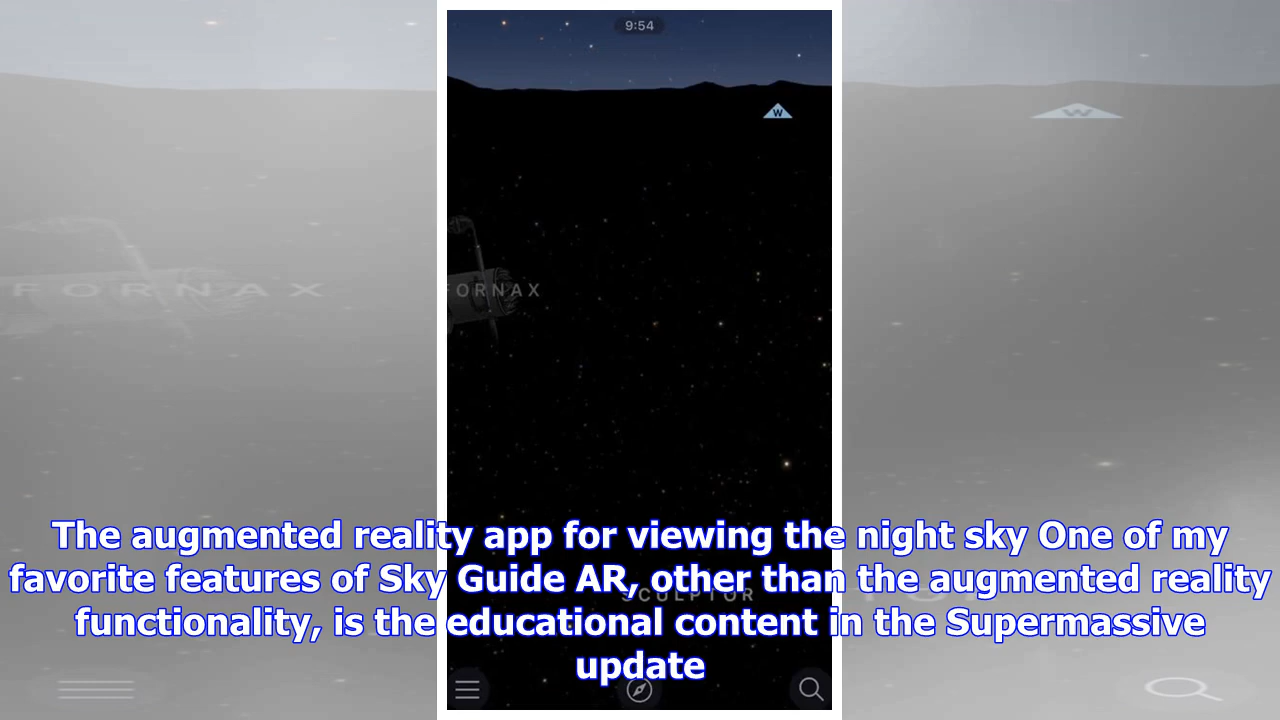 9:54
W
W
FORNAX
FORNAX
The augmented reality app for viewing the night sky One of my
favorite features of Sky Guide AR, other than the augmented reality
SCULPTOR
functionality, is the educational content in the Supermassive
update